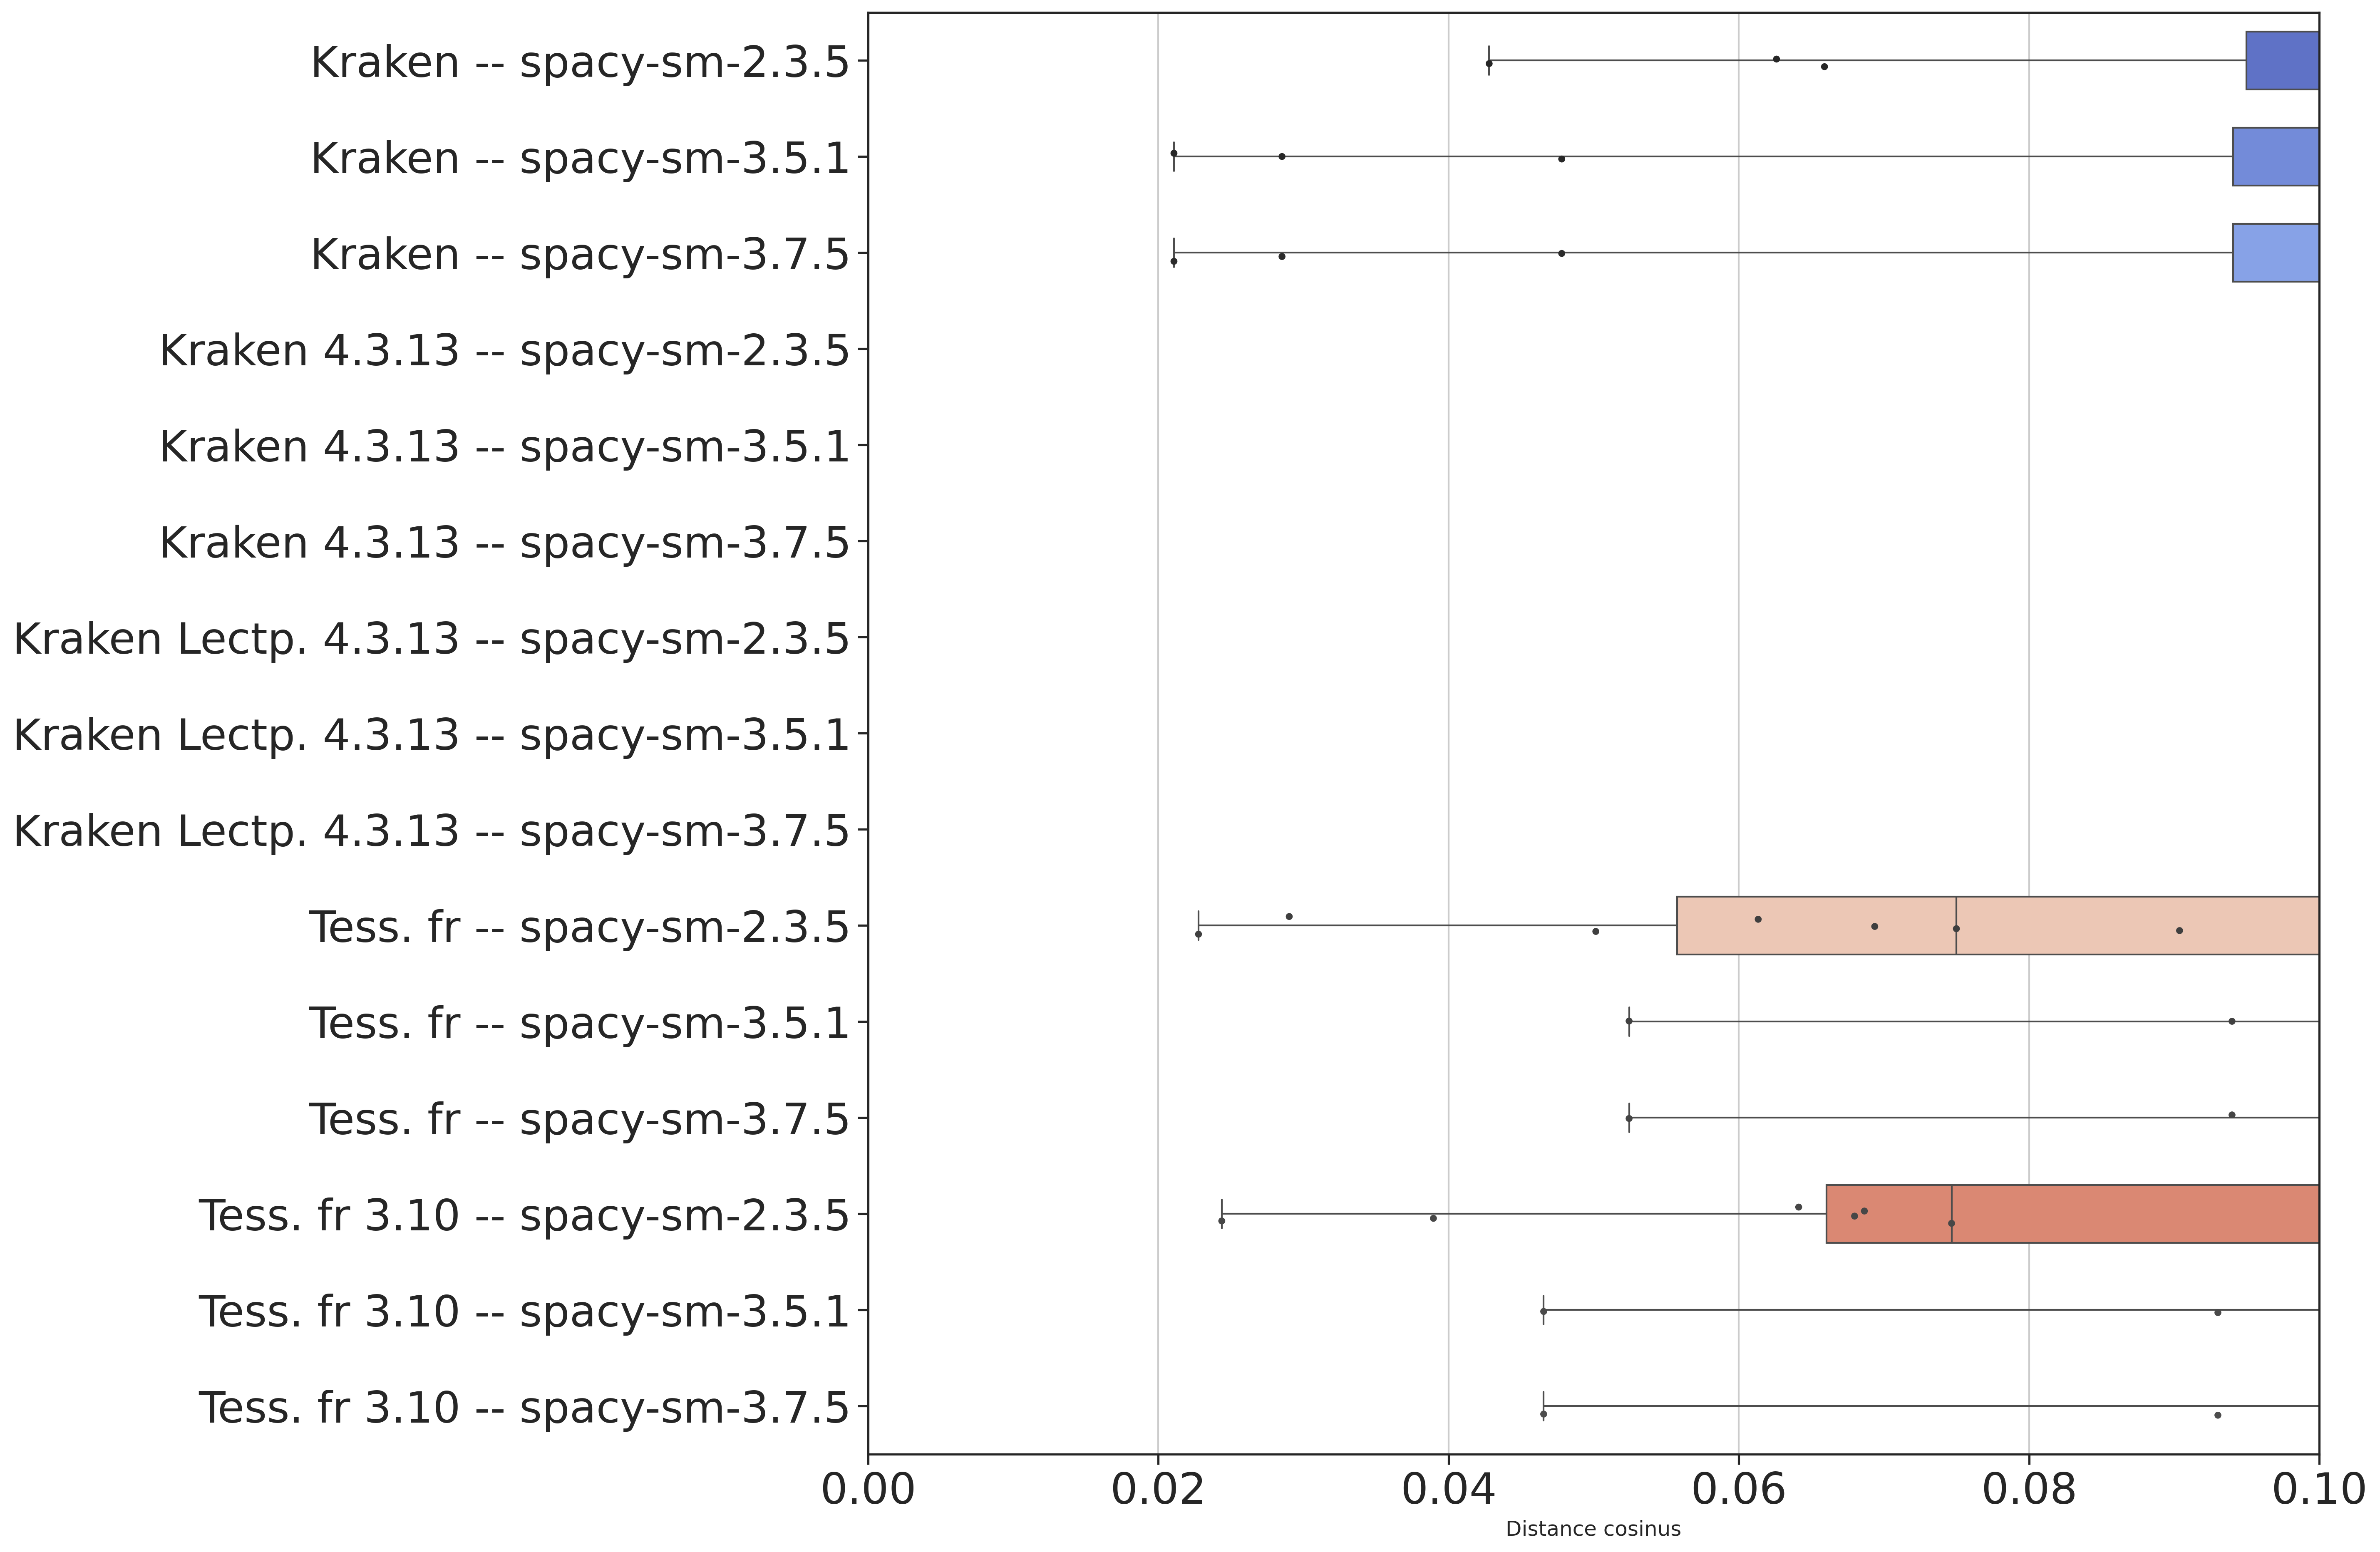 Kraken -- spacy-sm-2.3.5
Kraken -- spacy-sm-3.5.1
Kraken -- spacy-sm-3.7.5
Kraken 4.3.13 -- spacy-sm-2.3.5
Kraken 4.3.13 -- spacy-sm-3.5.1
Kraken 4.3.13 -- spacy-sm-3.7.5
Kraken Lectp. 4.3.13 -- spacy-sm-2.3.5
Kraken Lectp. 4.3.13 -- spacy-sm-3.5.1
Kraken Lectp. 4.3.13 -- spacy-sm-3.7.5
Tess. fr -- spacy-sm-2.3.5
Tess. fr -- spacy-sm-3.5.1
Tess. fr -- spacy-sm-3.7.5
Tess. fr 3.10 -- spacy-sm-2.3.5
Tess. fr 3.10 -- spacy-sm-3.5.1
Tess. fr 3.10 -- spacy-sm-3.7.5
0.00 0.02 0.04 0.06 0.08 0.10
Distance cosinus